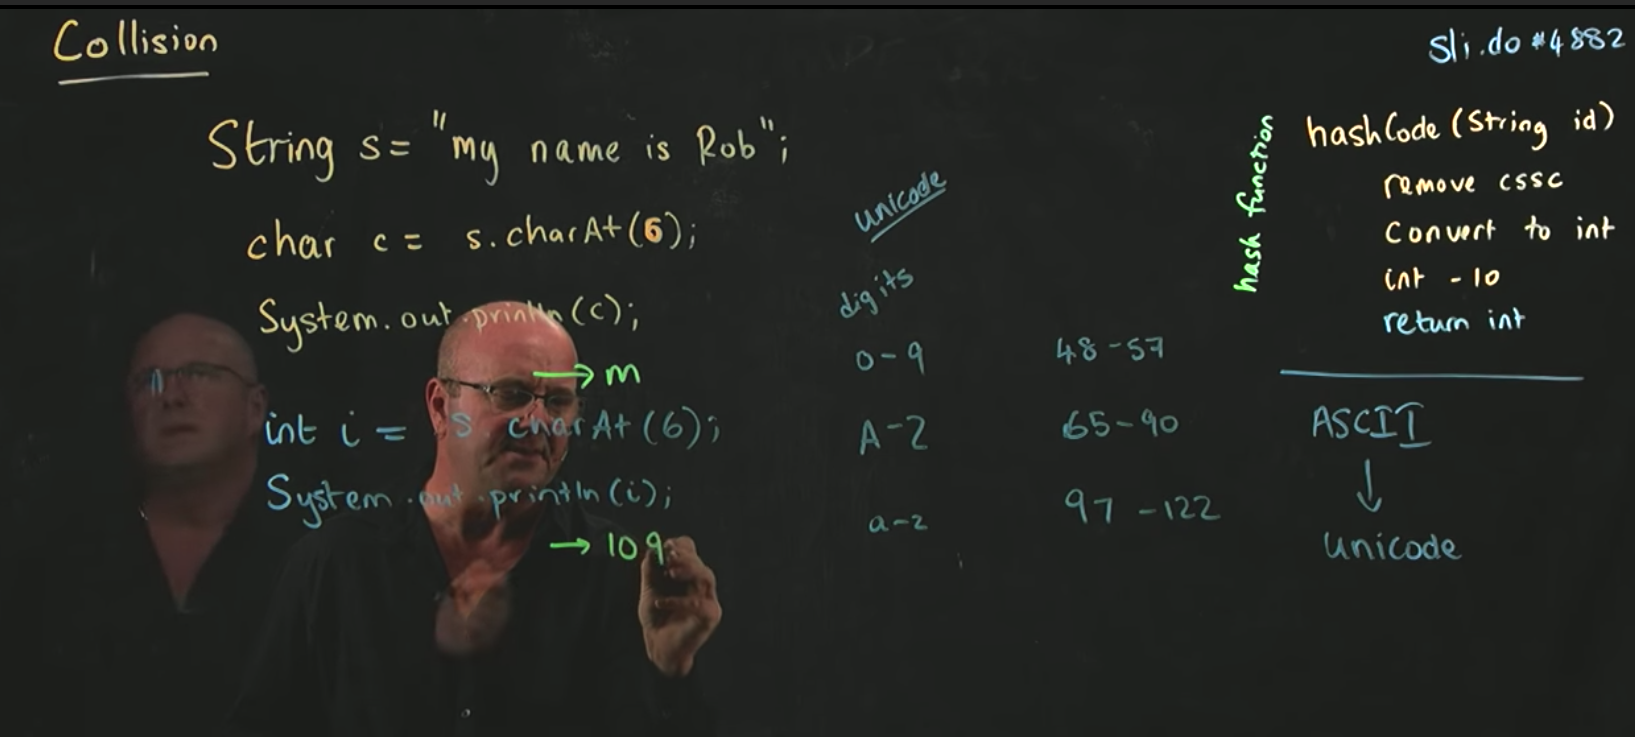 Collision
sli.do #4882
String s= "my name is Rob";
char c = s.charAt(6);
System.out.println(c);
→ m
int i = s.charAt(6);
System.out.println(i);
→ 109
unicode
digits
0-9 48-57
A-Z 65-90
a-z 97-122
hash function
hashCode (String id)
remove cssc
Convert to int
int - 10
return int
ASCII
↓
Unicode